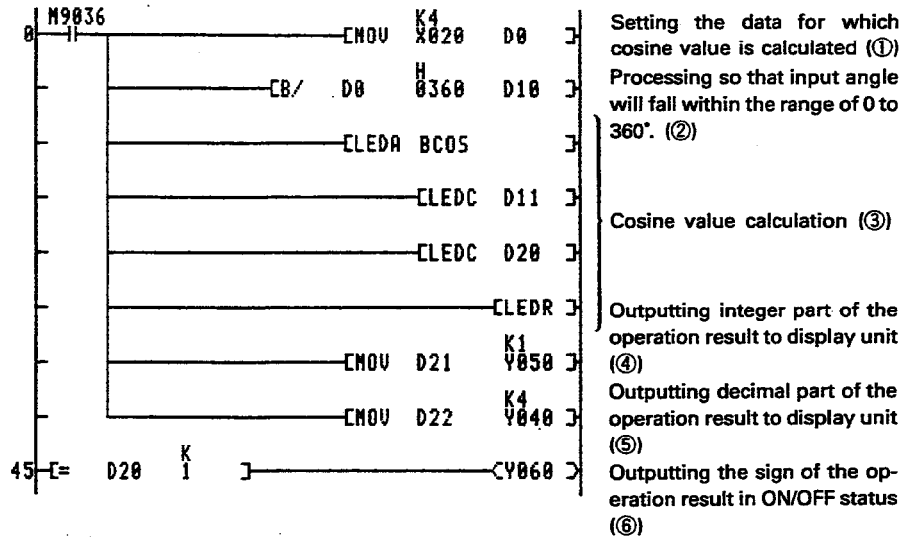 M9036
0 [MOV K4 X020 D0 ]
Setting the data for which
cosine value is calculated (①)
[B/ D0 H 0360 D10 ]
Processing so that input angle
will fall within the range of 0 to
360°. (②)
[LEDA BCOS ]
[LEDC D11 ]
Cosine value calculation (③)
[LEDC D20 ]
[LEDR ]
Outputting integer part of the
operation result to display unit
(④)
[MOV D21 K1 Y050 ]
Outputting decimal part of the
operation result to display unit
(⑤)
[MOV D22 K4 Y040 ]
45 [= D20 K 1 ] <Y060 >
Outputting the sign of the op-
eration result in ON/OFF status
(⑥)